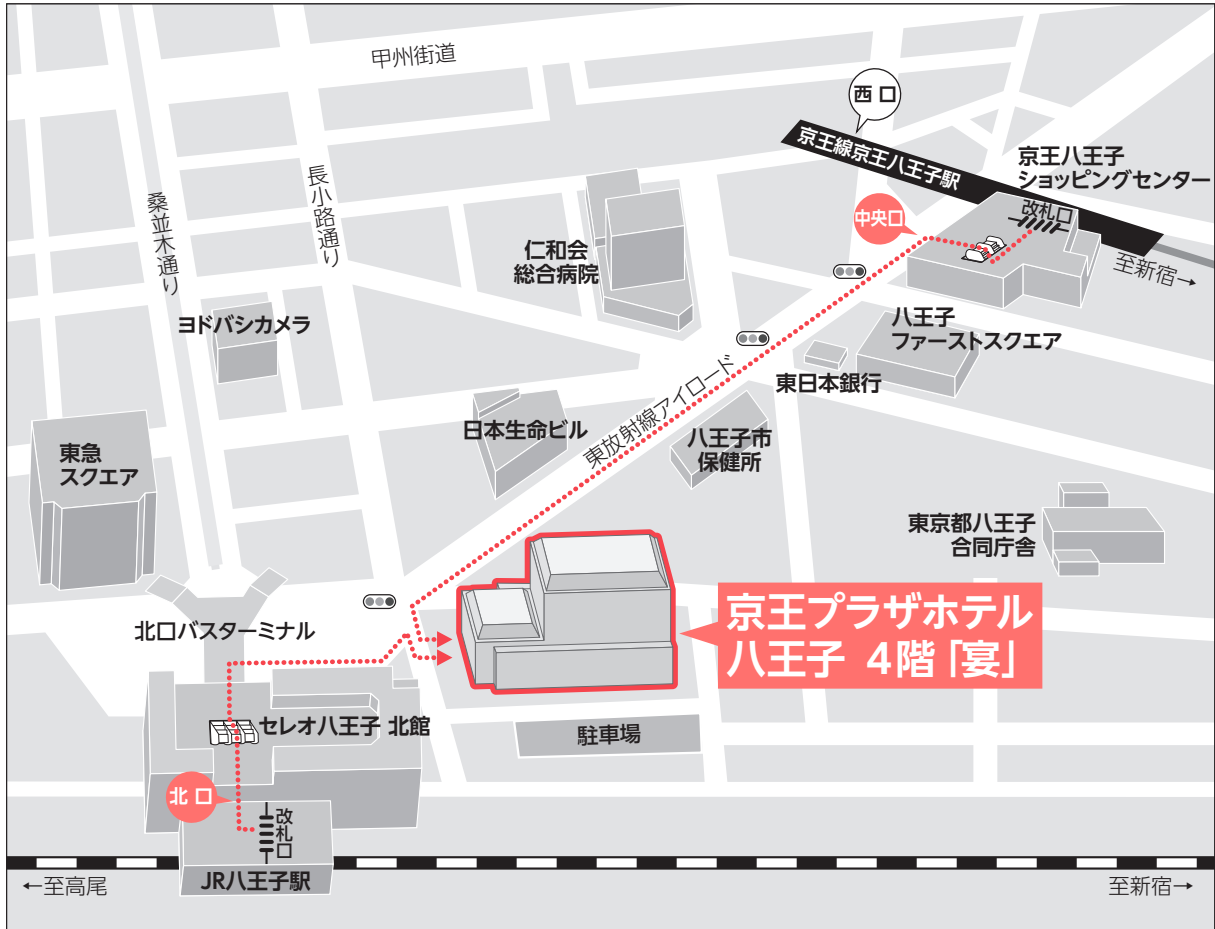 甲州街道
西口
京王線京王八王子駅
京王八王子
ショッピングセンター
改札口
中央口
至新宿→
桑並木通り
長小路通り
仁和会
総合病院
ヨドバシカメラ
八王子
ファーストスクエア
東日本銀行
東放射線アイロード
日本生命ビル
八王子市
保健所
東急
スクエア
東京都八王子
合同庁舎
京王プラザホテル
八王子 4階「宴」
北口バスターミナル
セレオ八王子 北館
駐車場
北口
改札口
JR八王子駅
←至高尾
至新宿→